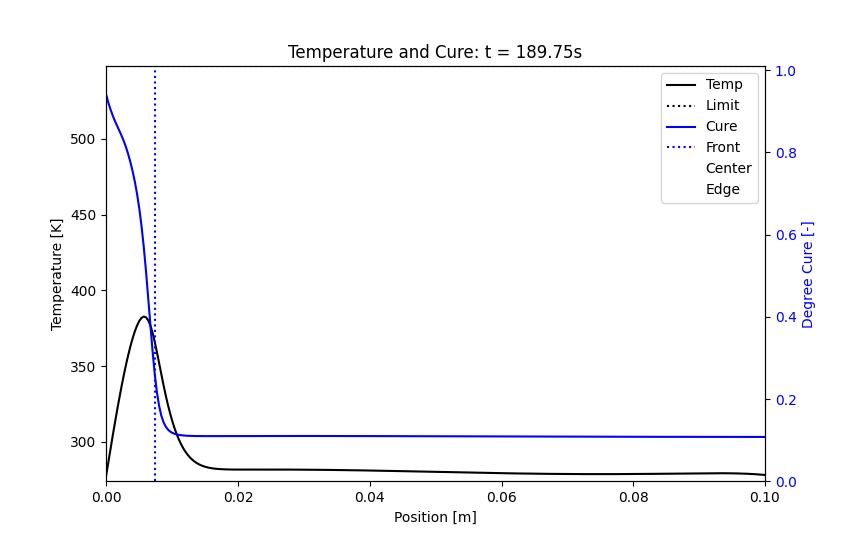 Temperature and Cure: t = 189.75s
Temp
Limit
Cure
Front
Center
Edge
500
450
400
350
300
Temperature [K]
1.0
0.8
0.6
0.4
0.2
0.0
Degree Cure [-]
0.00 0.02 0.04 0.06 0.08 0.10
Position [m]